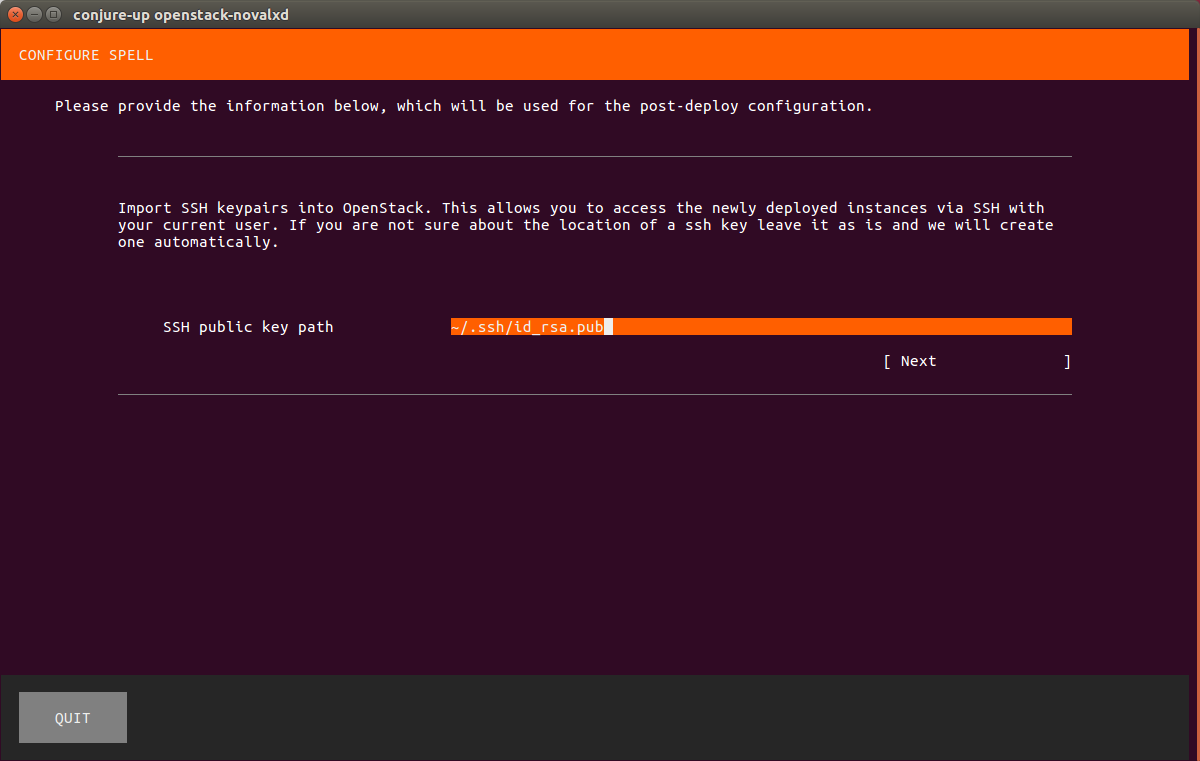 conjure-up openstack-novalxd
CONFIGURE SPELL
Please provide the information below, which will be used for the post-deploy configuration.
Import SSH keypairs into OpenStack. This allows you to access the newly deployed instances via SSH with
your current user. If you are not sure about the location of a ssh key leave it as is and we will create
one automatically.
SSH public key path ~/.ssh/id_rsa.pub
[ Next ]
QUIT